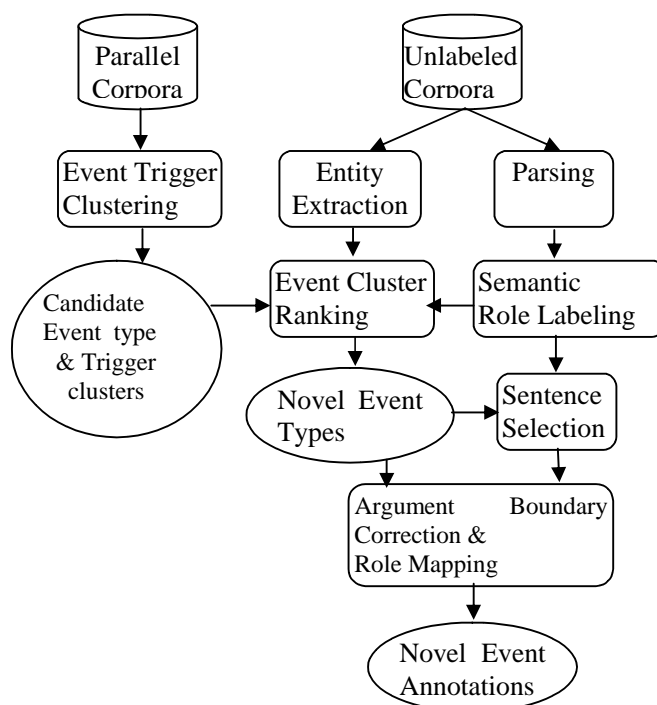 Parallel
Corpora
Unlabeled
Corpora
Event Trigger
Clustering
Entity
Extraction
Parsing
Candidate
Event type
& Trigger
clusters
Event Cluster
Ranking
Semantic
Role Labeling
Novel Event
Types
Sentence
Selection
Argument Boundary
Correction &
Role Mapping
Novel Event
Annotations